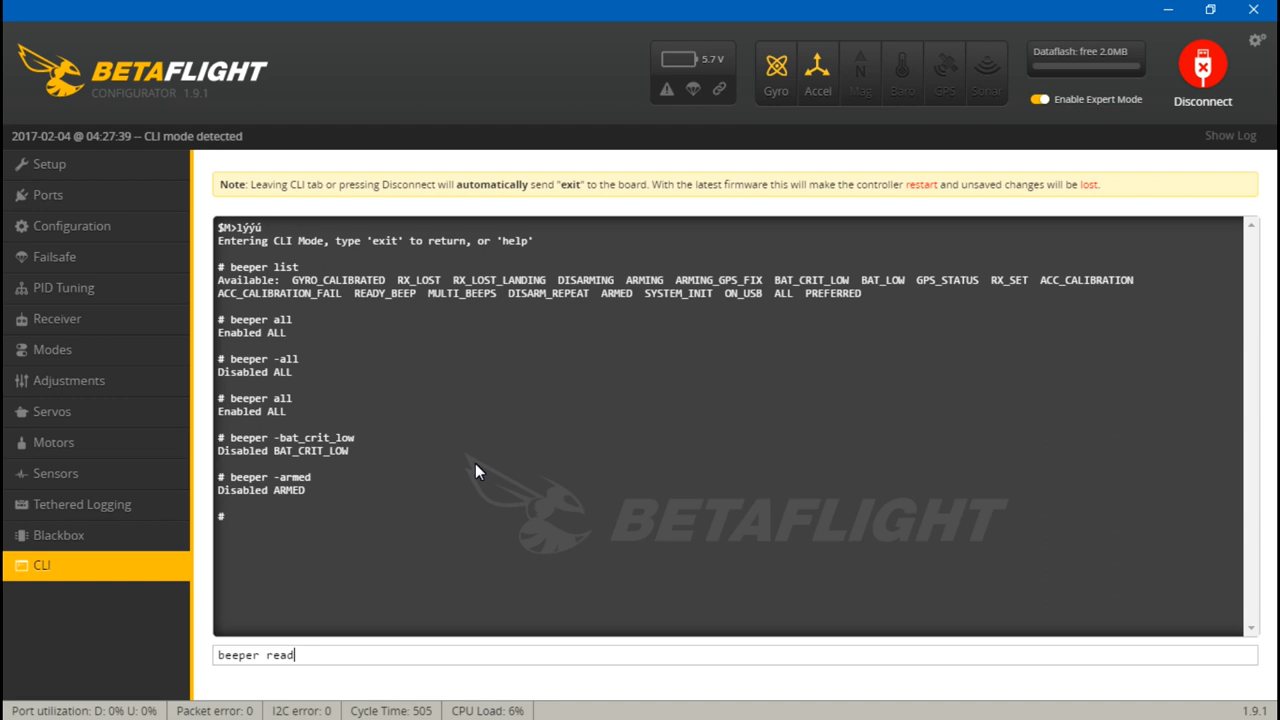 BETAFLIGHT
CONFIGURATOR 1.9.1
5.7 V
Gyro
Accel
Mag
Baro
GPS
Sonar
Dataflash: free 2.0MB
Enable Expert Mode
Disconnect
2017-02-04 @ 04:27:39 -- CLI mode detected
Show Log
Setup
Ports
Configuration
Failsafe
PID Tuning
Receiver
Modes
Adjustments
Servos
Motors
Sensors
Tethered Logging
Blackbox
CLI
Note: Leaving CLI tab or pressing Disconnect will automatically send "exit" to the board. With the latest firmware this will make the controller restart and unsaved changes will be lost.
$M>lýýú
Entering CLI Mode, type 'exit' to return, or 'help'
# beeper list
Available: GYRO_CALIBRATED RX_LOST RX_LOST_LANDING DISARMING ARMING ARMING_GPS_FIX BAT_CRIT_LOW BAT_LOW GPS_STATUS RX_SET ACC_CALIBRATION
ACC_CALIBRATION_FAIL READY_BEEP MULTI_BEEPS DISARM_REPEAT ARMED SYSTEM_INIT ON_USB ALL PREFERRED
# beeper all
Enabled ALL
# beeper -all
Disabled ALL
# beeper all
Enabled ALL
# beeper -bat_crit_low
Disabled BAT_CRIT_LOW
# beeper -armed
Disabled ARMED
#
BETAFLIGHT
beeper read
Port utilization: D: 0% U: 0%
Packet error: 0
I2C error: 0
Cycle Time: 505
CPU Load: 6%
1.9.1